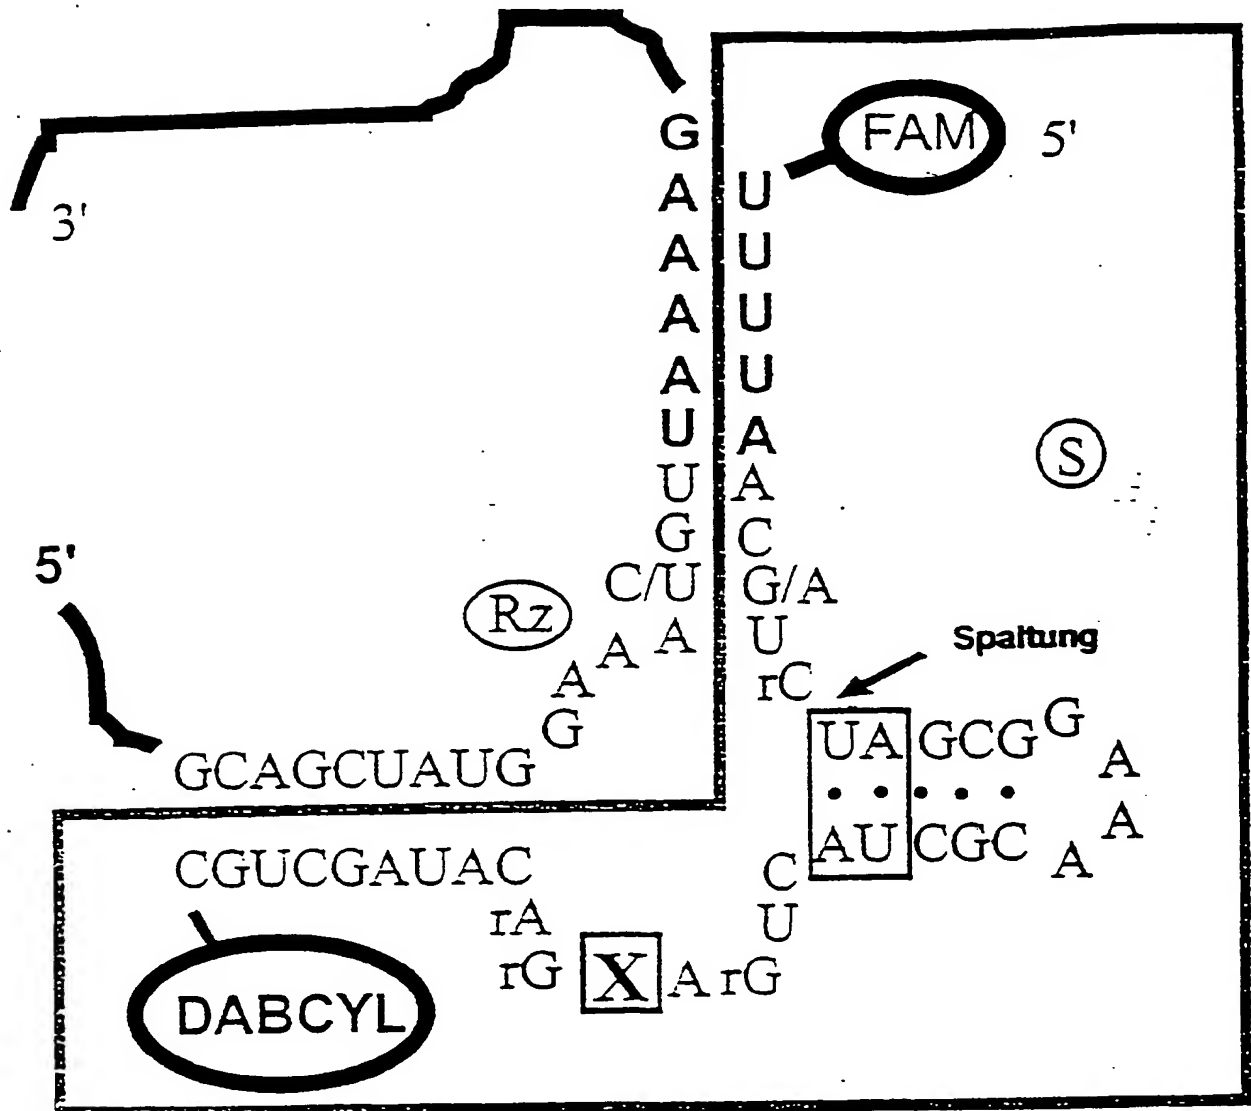 G
FAM 5'
A U
3'
A U
A U
A U
U A
S
U A
G C
5'
C/U G/A
Rz
A A U
Spaltung
A rC
G UA GCG G
GCAGCUAUG A
A
AU CGC A
CGUCGAUAC C
rA U
rG X A rG
DABCYL